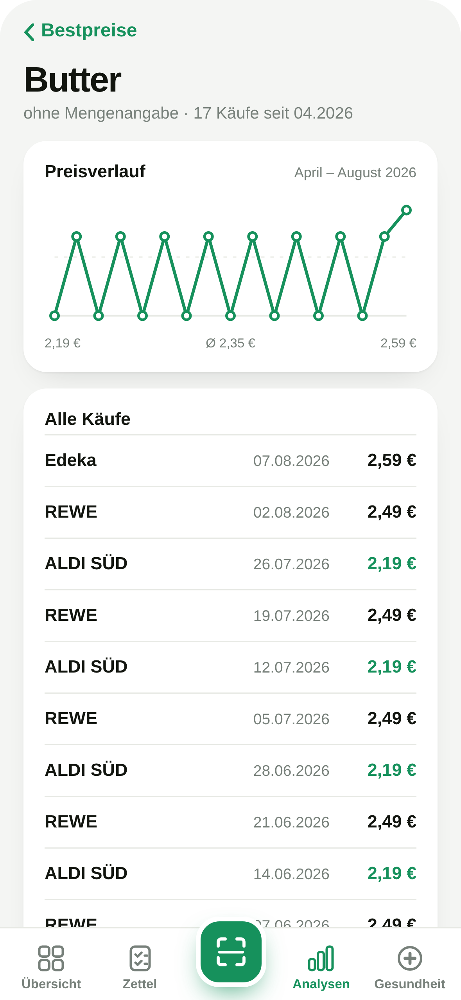 Bestpreise
Butter
ohne Mengenangabe · 17 Käufe seit 04.2026
Preisverlauf April – August 2026
2,19 € Ø 2,35 € 2,59 €
Alle Käufe
Edeka 07.08.2026 2,59 €
REWE 02.08.2026 2,49 €
ALDI SÜD 26.07.2026 2,19 €
REWE 19.07.2026 2,49 €
ALDI SÜD 12.07.2026 2,19 €
REWE 05.07.2026 2,49 €
ALDI SÜD 28.06.2026 2,19 €
REWE 21.06.2026 2,49 €
ALDI SÜD 14.06.2026 2,19 €
REWE 07.06.2026 2,49 €
Übersicht Zettel Analysen Gesundheit